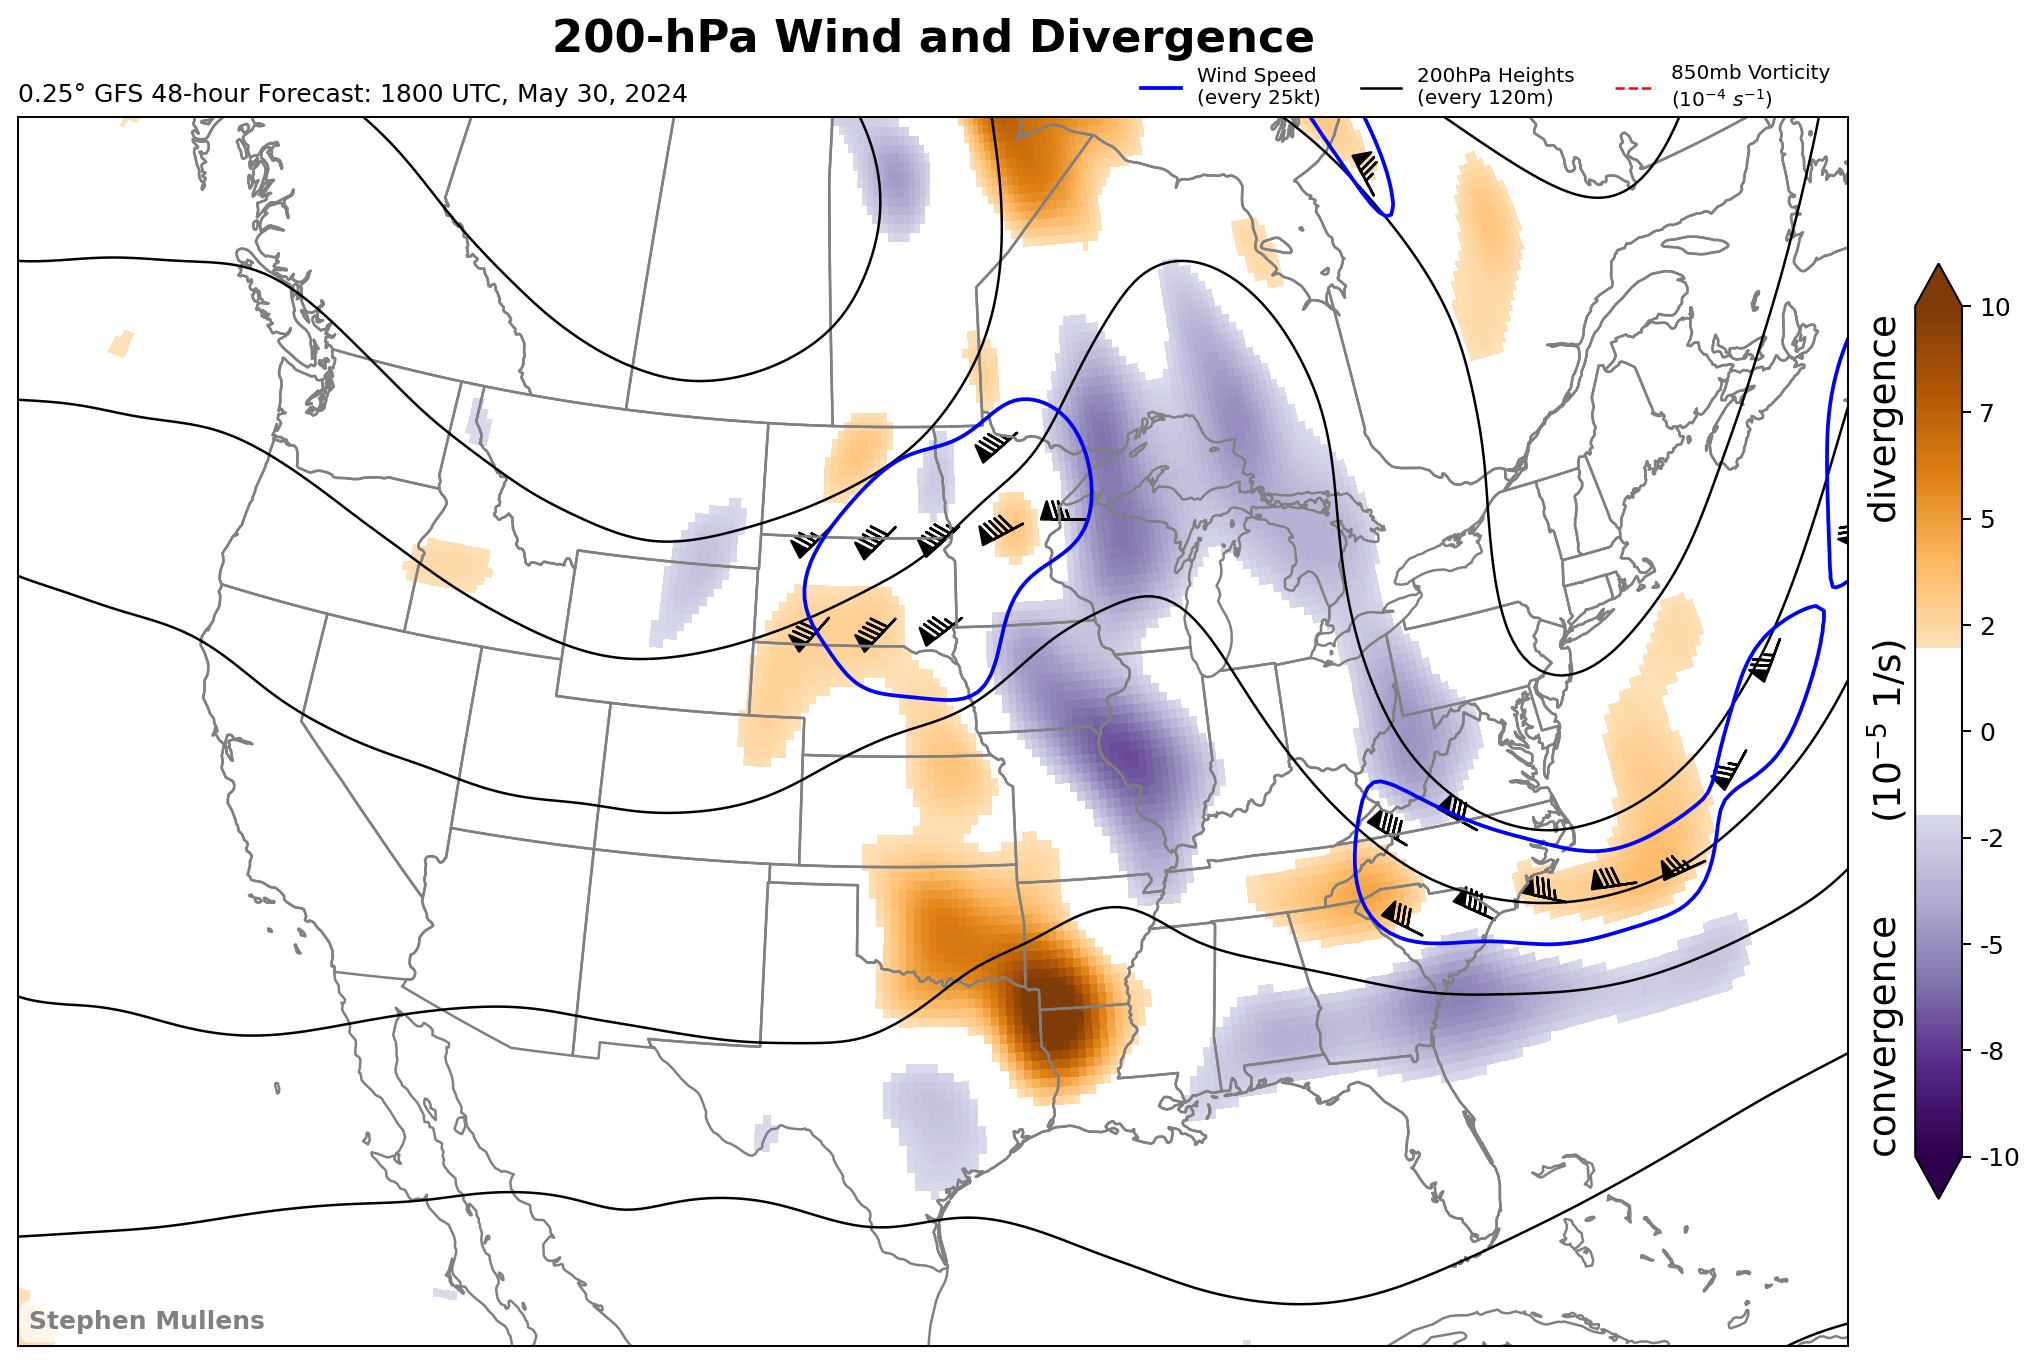 200-hPa Wind and Divergence
0.25° GFS 48-hour Forecast: 1800 UTC, May 30, 2024
Wind Speed
(every 25kt)
200hPa Heights
(every 120m)
850mb Vorticity
(10⁻⁴ s⁻¹)
10
7
5
2
0
-2
-5
-8
-10
convergence (10⁻⁵ 1/s) divergence
Stephen Mullens